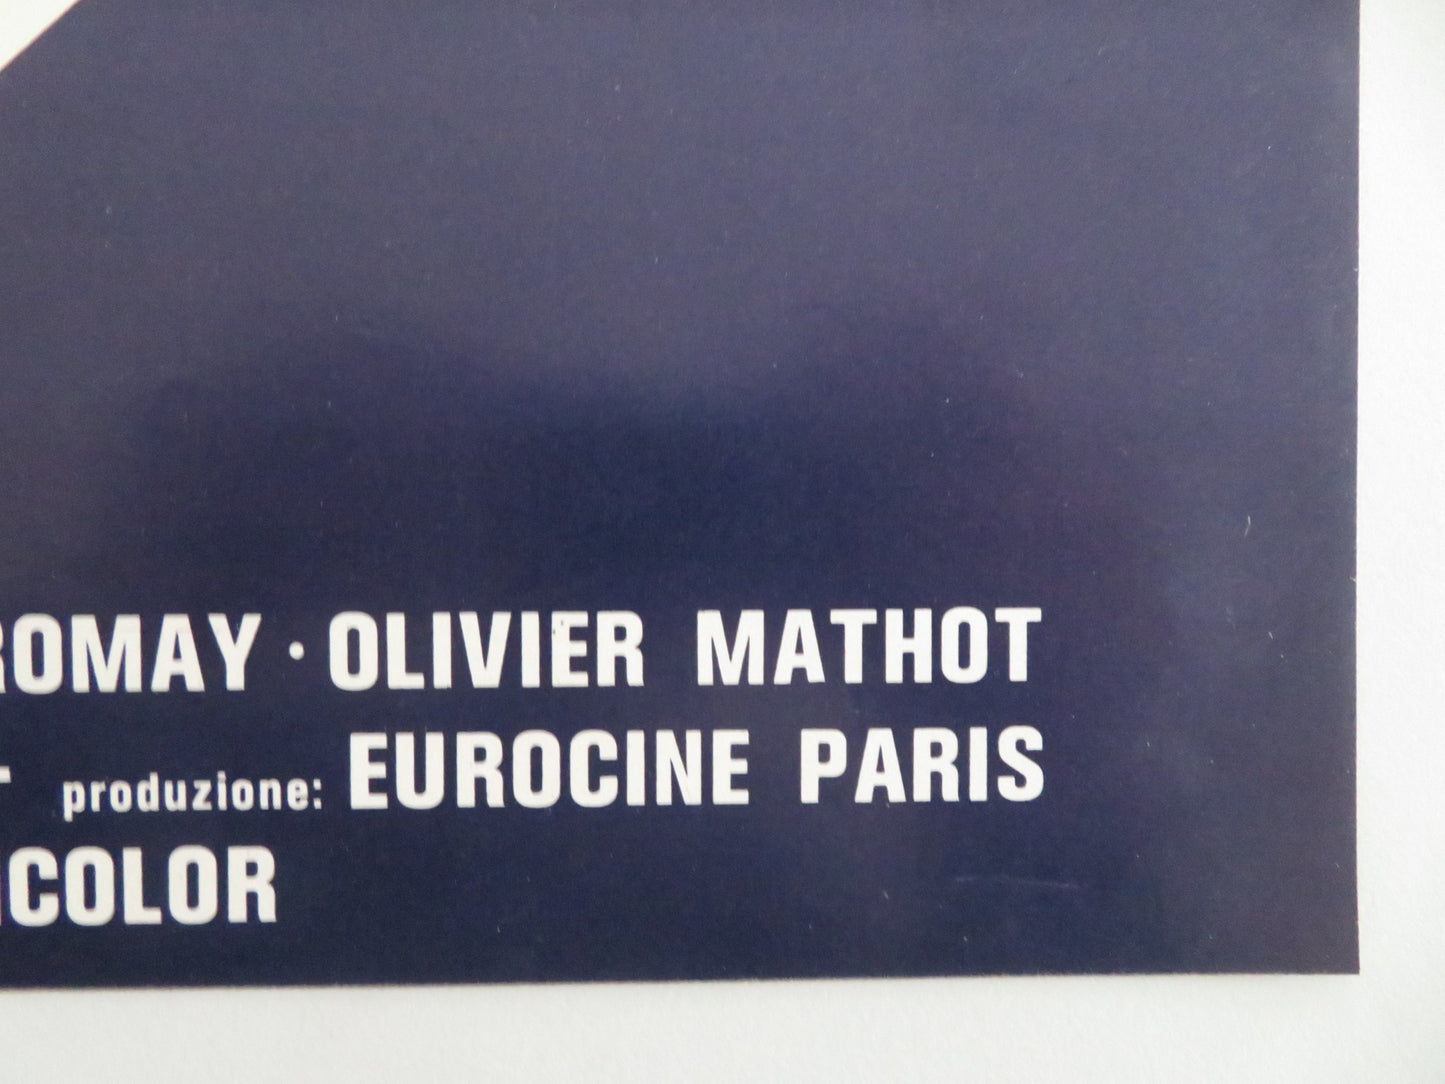 ROMAY · OLIVIER MATHOT
produzione: EUROCINE PARIS
COLOR